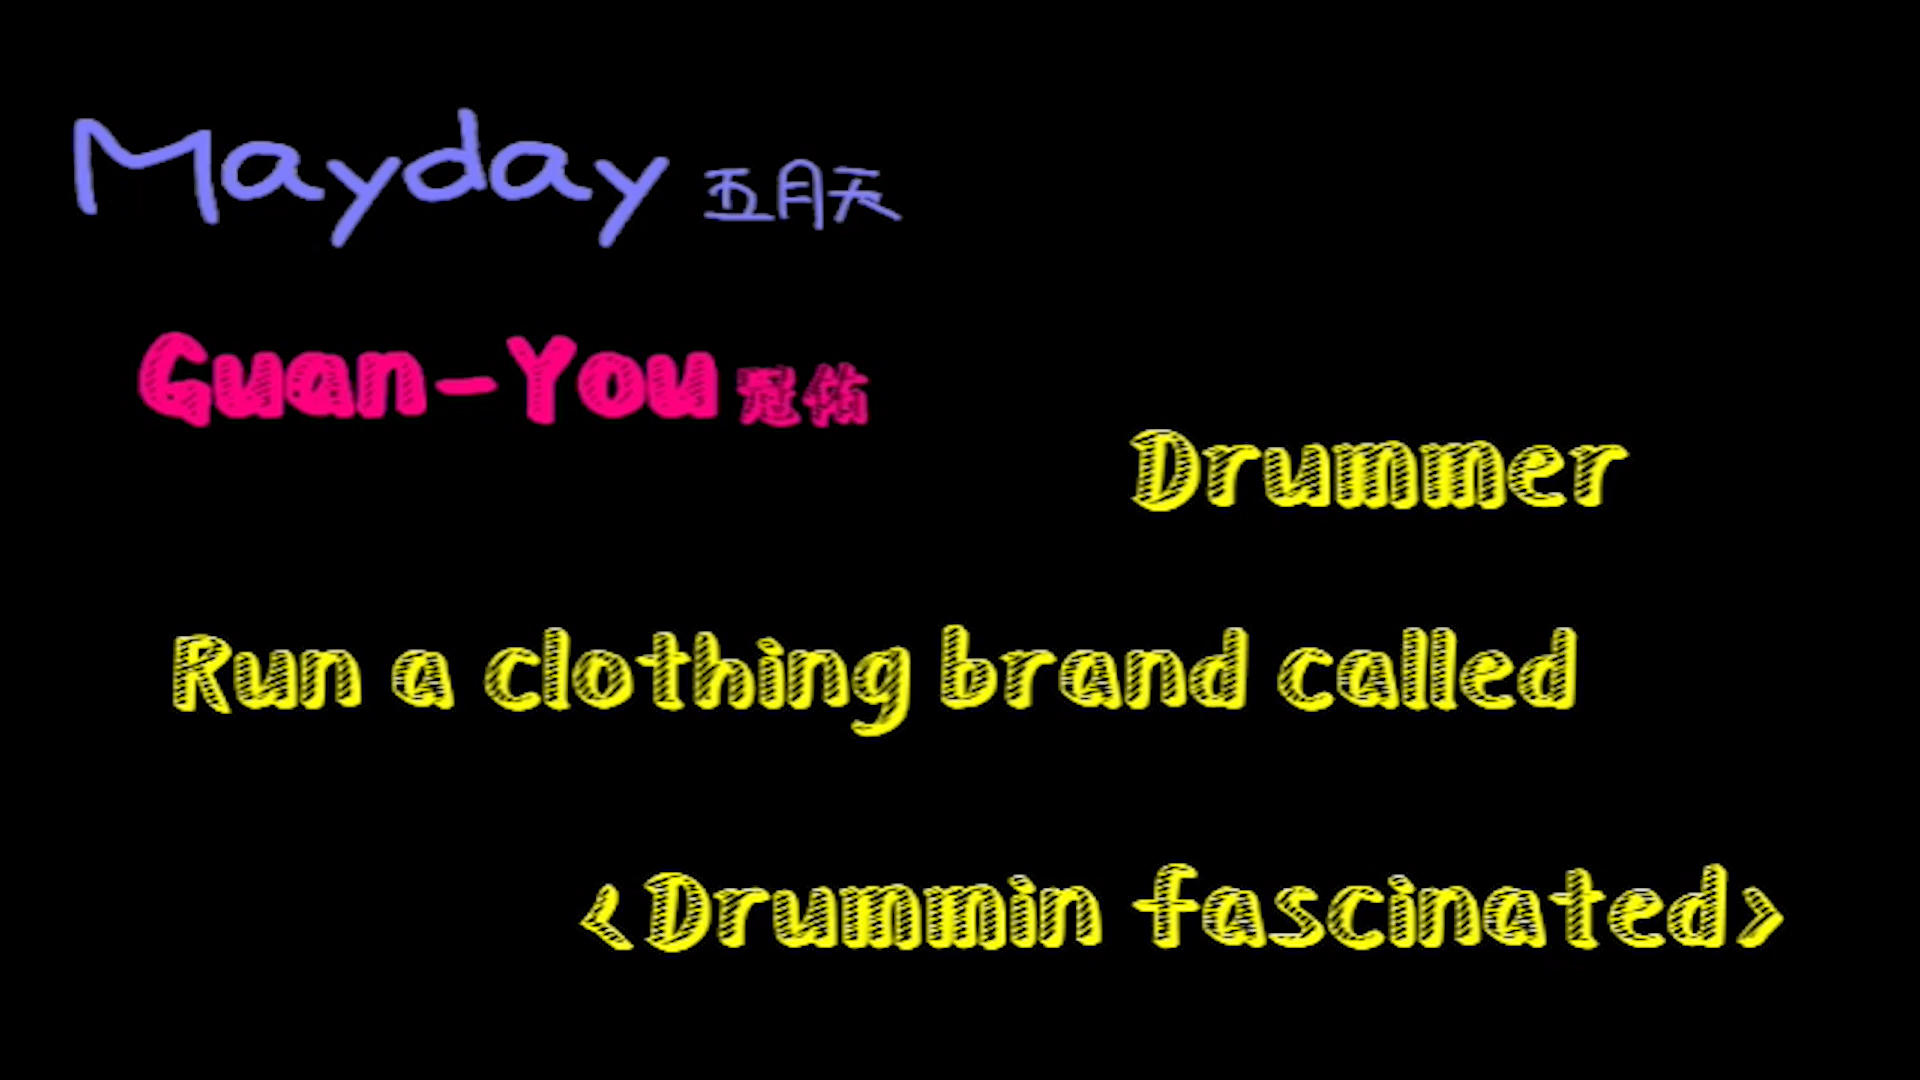 Mayday 五月天
Guan-You 冠佑
Drummer
Run a clothing brand called
<Drummin fascinated>